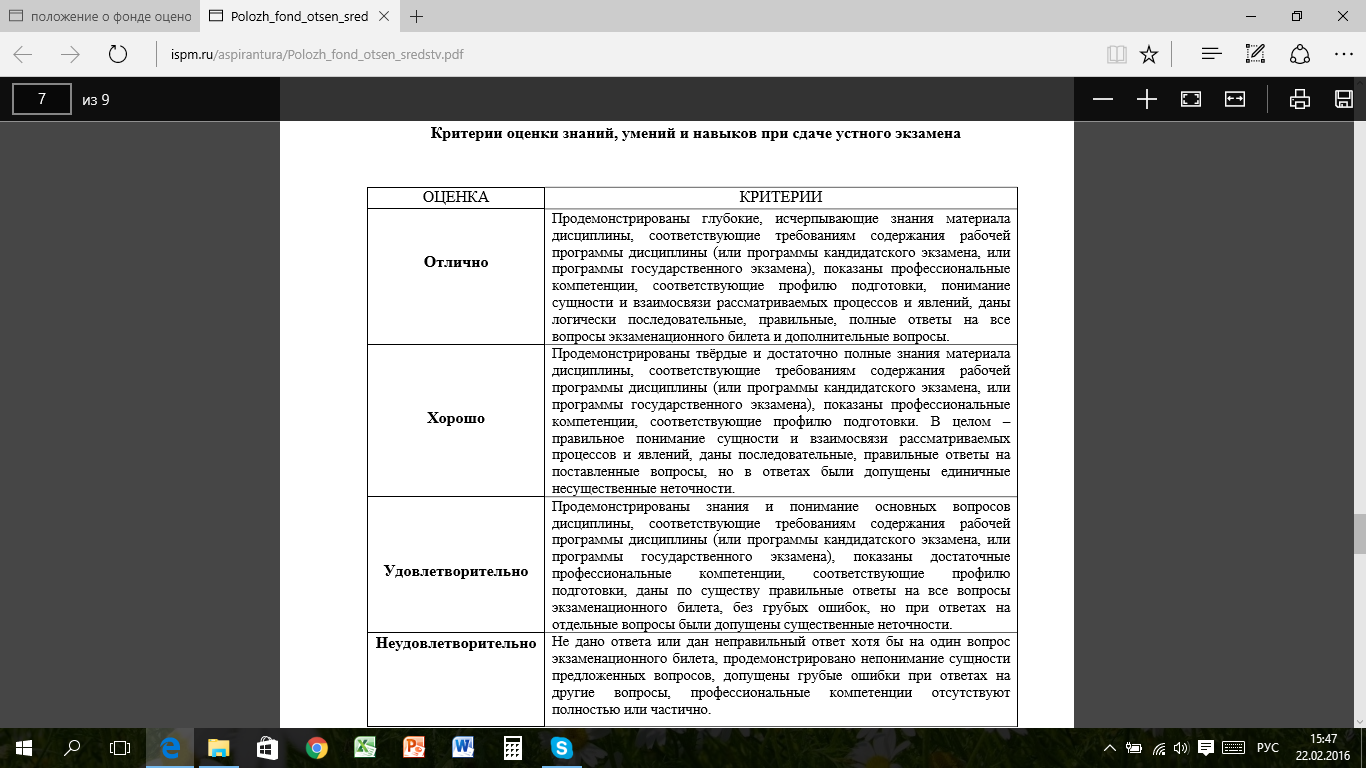 положение о фонде оцено
Polozh_fond_otsen_sred
ispm.ru/aspirantura/Polozh_fond_otsen_sredstv.pdf
7 из 9
Критерии оценки знаний, умений и навыков при сдаче устного экзамена
ОЦЕНКА
КРИТЕРИИ
Отлично
Продемонстрированы глубокие, исчерпывающие знания материала
дисциплины, соответствующие требованиям содержания рабочей
программы дисциплины (или программы кандидатского экзамена, или
программы государственного экзамена), показаны профессиональные
компетенции, соответствующие профилю подготовки, понимание
сущности и взаимосвязи рассматриваемых процессов и явлений, даны
логически последовательные, правильные, полные ответы на все
вопросы экзаменационного билета и дополнительные вопросы.
Хорошо
Продемонстрированы твёрдые и достаточно полные знания материала
дисциплины, соответствующие требованиям содержания рабочей
программы дисциплины (или программы кандидатского экзамена, или
программы государственного экзамена), показаны профессиональные
компетенции, соответствующие профилю подготовки. В целом –
правильное понимание сущности и взаимосвязи рассматриваемых
процессов и явлений, даны последовательные, правильные ответы на
поставленные вопросы, но в ответах были допущены единичные
несущественные неточности.
Удовлетворительно
Продемонстрированы знания и понимание основных вопросов
дисциплины, соответствующие требованиям содержания рабочей
программы дисциплины (или программы кандидатского экзамена, или
программы государственного экзамена), показаны достаточные
профессиональные компетенции, соответствующие профилю
подготовки, даны по существу правильные ответы на все вопросы
экзаменационного билета, без грубых ошибок, но при ответах на
отдельные вопросы были допущены существенные неточности.
Неудовлетворительно
Не дано ответа или дан неправильный ответ хотя бы на один вопрос
экзаменационного билета, продемонстрировано непонимание сущности
предложенных вопросов, допущены грубые ошибки при ответах на
другие вопросы, профессиональные компетенции отсутствуют
полностью или частично.
РУС
15:47
22.02.2016